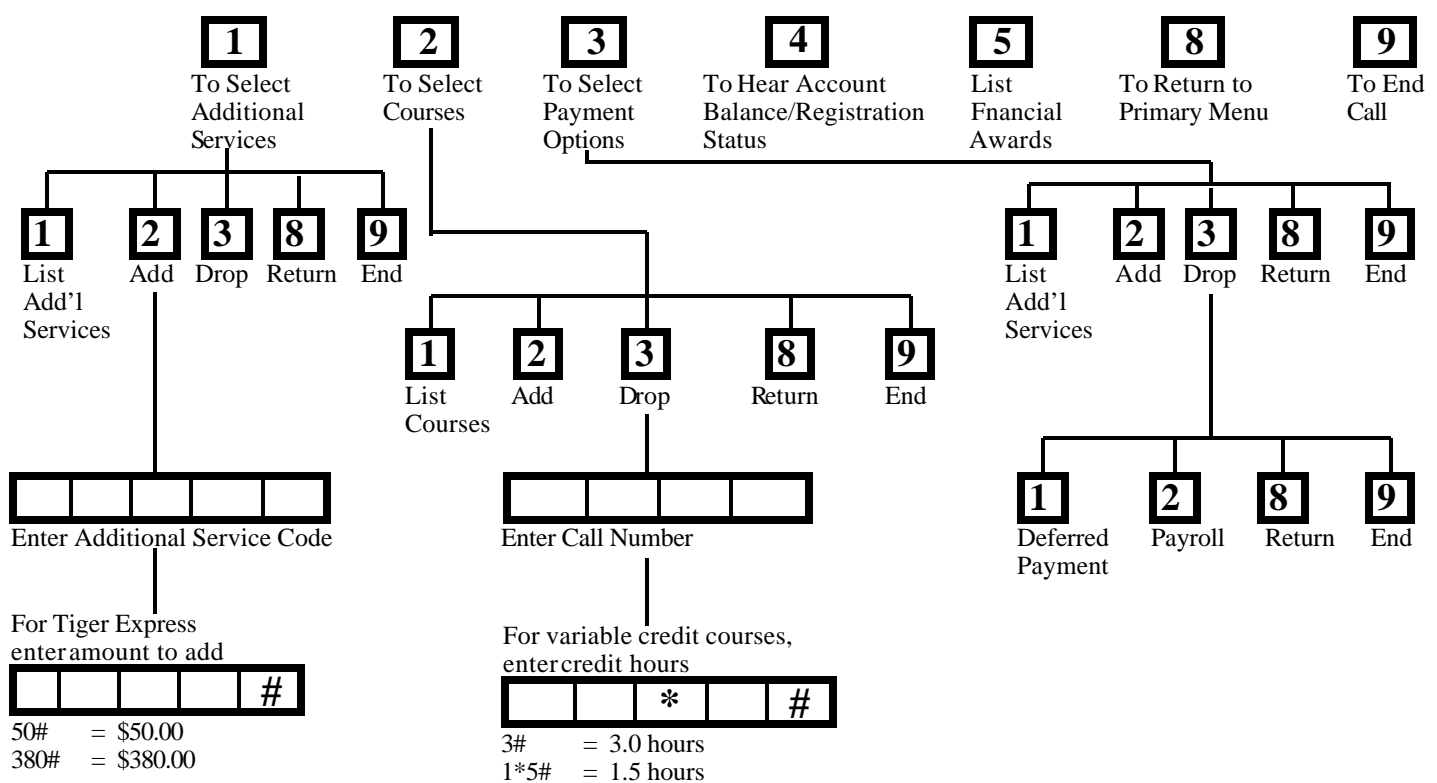 1 2 3 4 5 8 9
To Select Additional Services
To Select Courses
To Select Payment Options
To Hear Account Balance/Registration Status
List Fnancial Awards
To Return to Primary Menu
To End Call
1 2 3 8 9
List Add'l Services
Add
Drop
Return
End
1 2 3 8 9
List Add'l Services
Add
Drop
Return
End
1 2 3 8 9
List Courses
Add
Drop
Return
End
Enter Additional Service Code
Enter Call Number
1 2 8 9
Deferred Payment
Payroll
Return
End
For Tiger Express
enter amount to add
#
50# = $50.00
380# = $380.00
For variable credit courses,
enter credit hours
* #
3# = 3.0 hours
1*5# = 1.5 hours